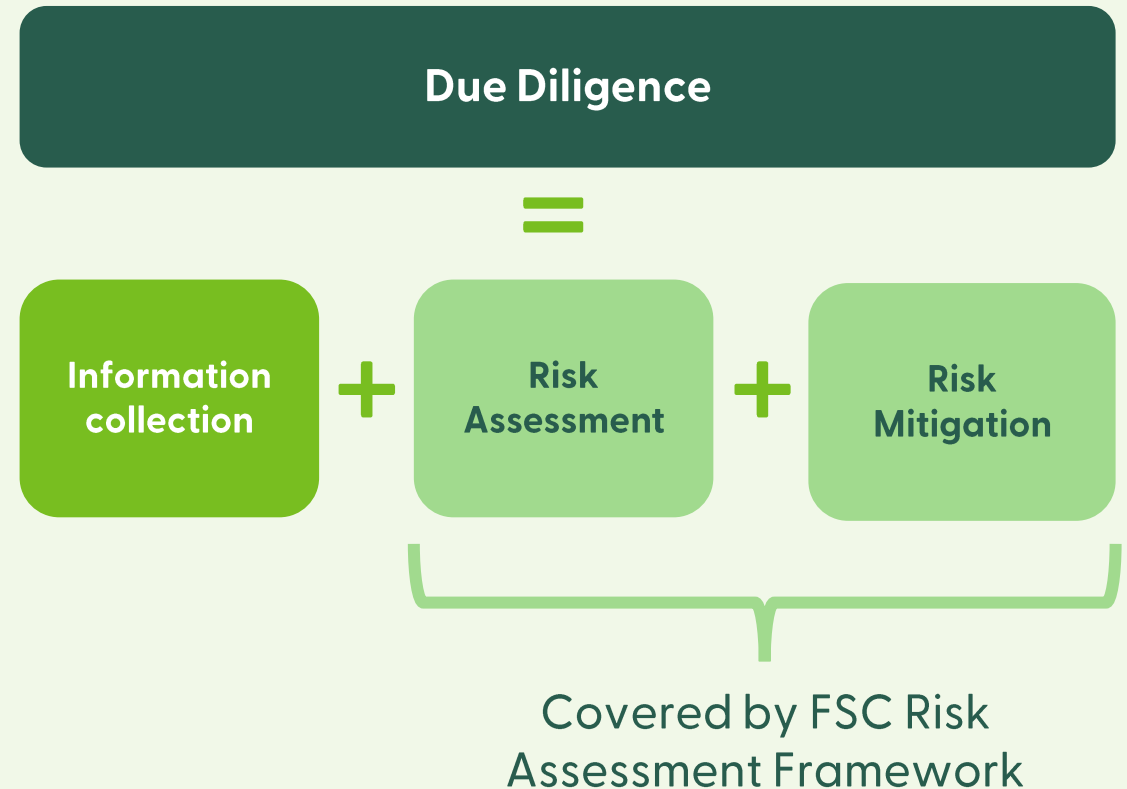 Due Diligence
=
Information
collection
+
Risk
Assessment
+
Risk
Mitigation
Covered by FSC Risk
Assessment Framework